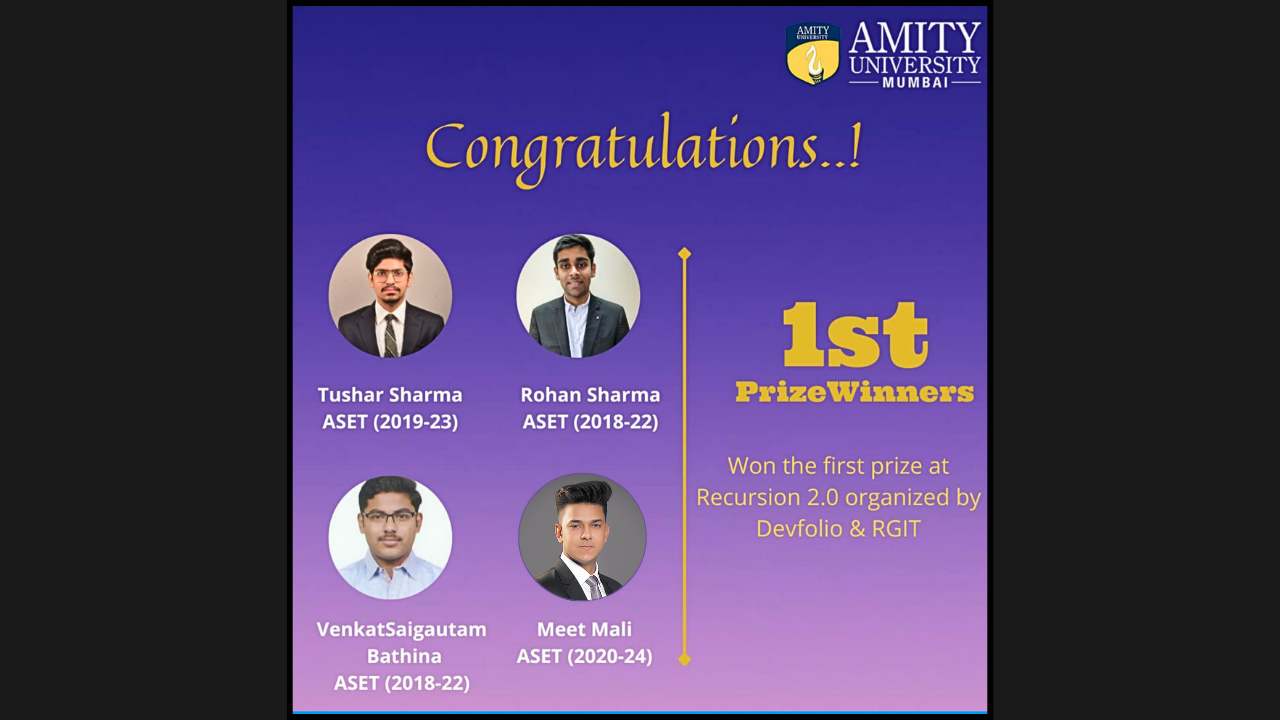 AMITY
UNIVERSITY
AMITY
UNIVERSITY
MUMBAI
Congratulations..!
Tushar Sharma
ASET (2019-23)
Rohan Sharma
ASET (2018-22)
VenkatSaigautam
Bathina
ASET (2018-22)
Meet Mali
ASET (2020-24)
1st
PrizeWinners
Won the first prize at
Recursion 2.0 organized by
Devfolio & RGIT